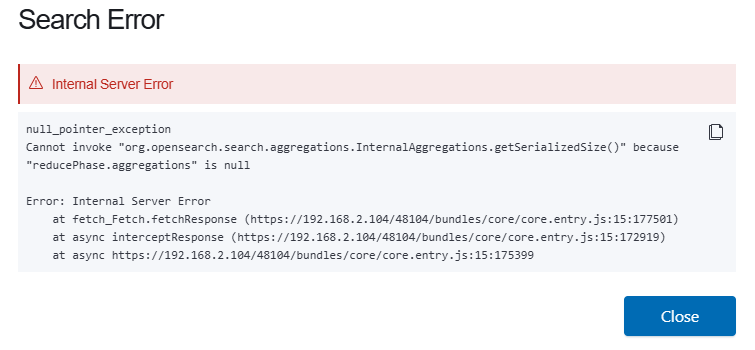 Search Error
Internal Server Error
null_pointer_exception
Cannot invoke "org.opensearch.search.aggregations.InternalAggregations.getSerializedSize()" because
"reducePhase.aggregations" is null
Error: Internal Server Error
    at fetch_Fetch.fetchResponse (https://192.168.2.104/48104/bundles/core/core.entry.js:15:177501)
    at async interceptResponse (https://192.168.2.104/48104/bundles/core/core.entry.js:15:172919)
    at async https://192.168.2.104/48104/bundles/core/core.entry.js:15:175399
Close